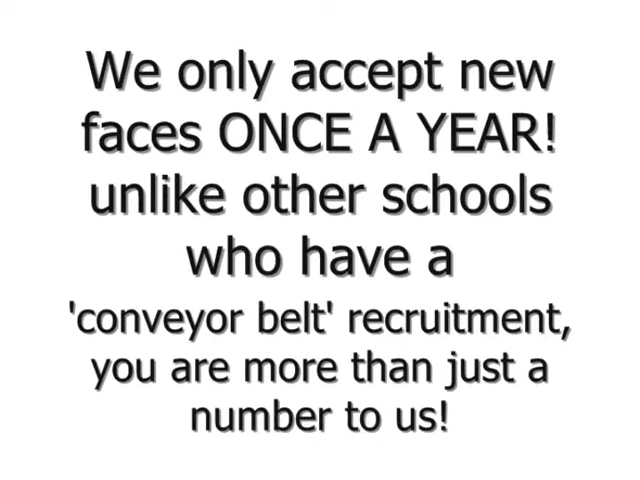 We only accept new
faces ONCE A YEAR!
unlike other schools
who have a
'conveyor belt' recruitment,
you are more than just a
number to us!